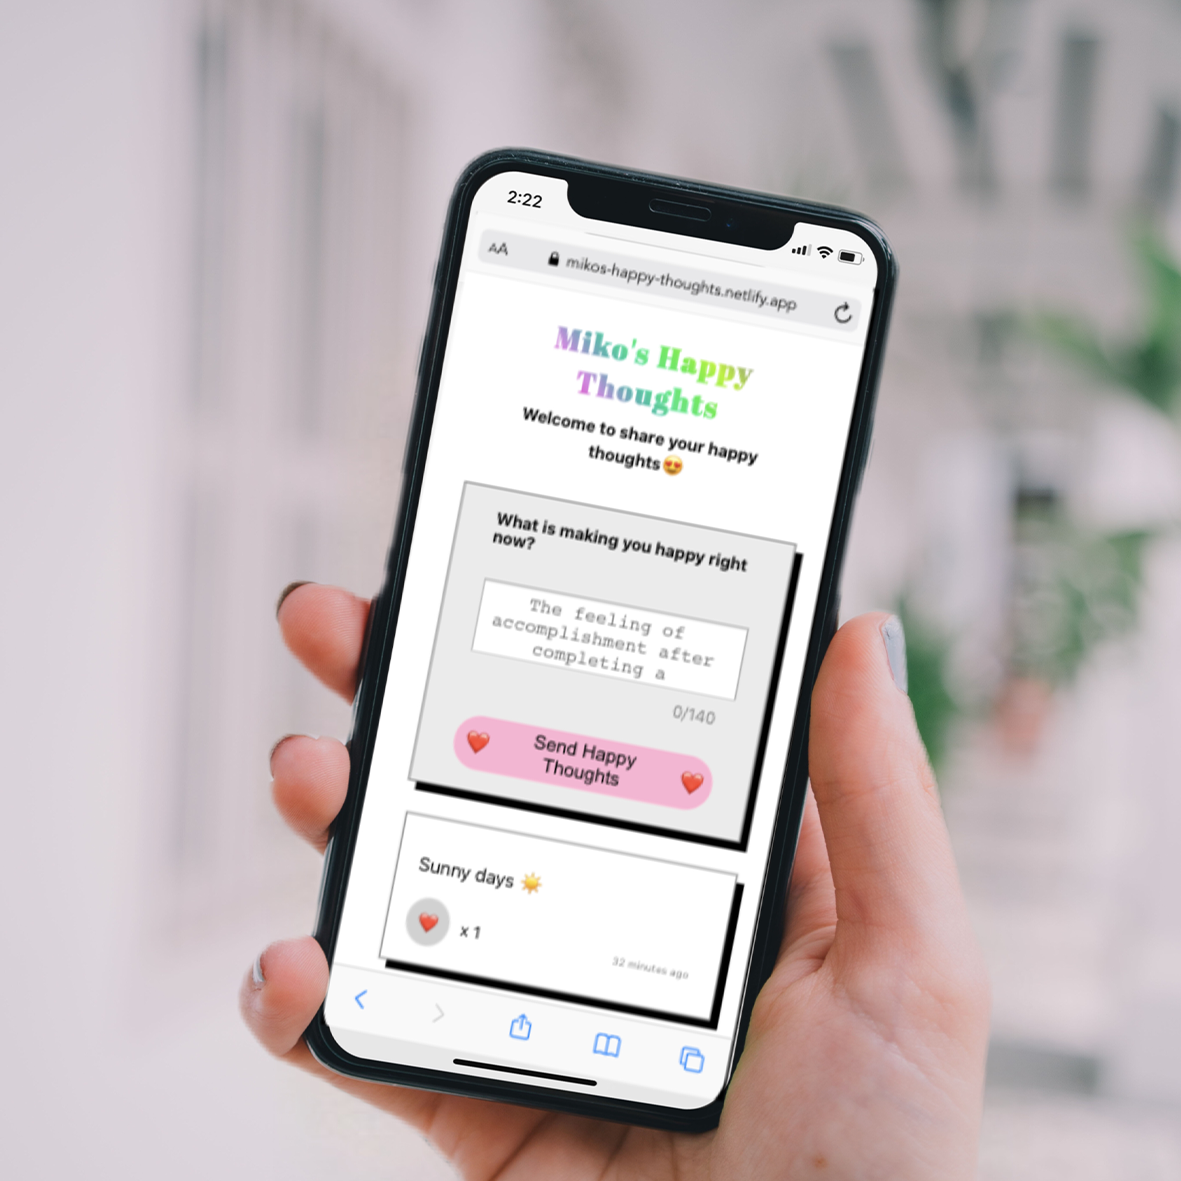 2:22
AA mikos-happy-thoughts.netlify.app
Miko's Happy
Thoughts
Welcome to share your happy
thoughts😍
What is making you happy right
now?
The feeling of
accomplishment after
completing a
0/140
❤️ Send Happy
Thoughts ❤️
Sunny days ☀️
❤️ x 1
32 minutes ago